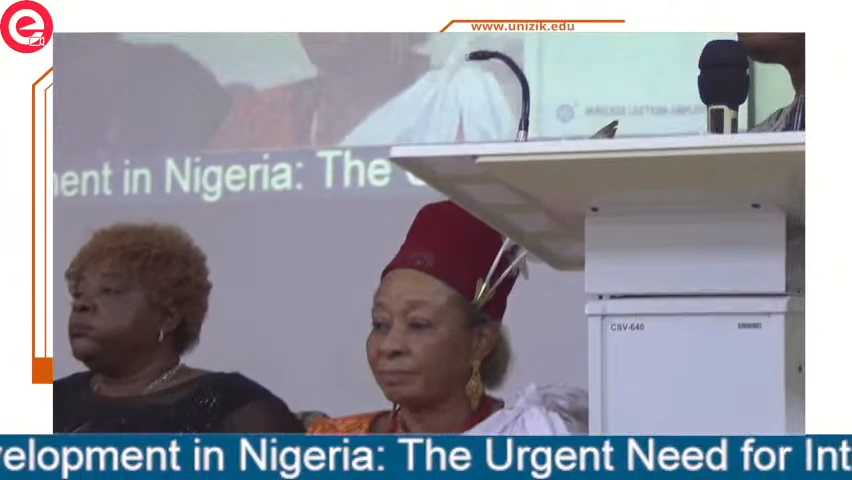 www.unizik.edu
ent in Nigeria: The
CSV-640
velopment in Nigeria: The Urgent Need for Int